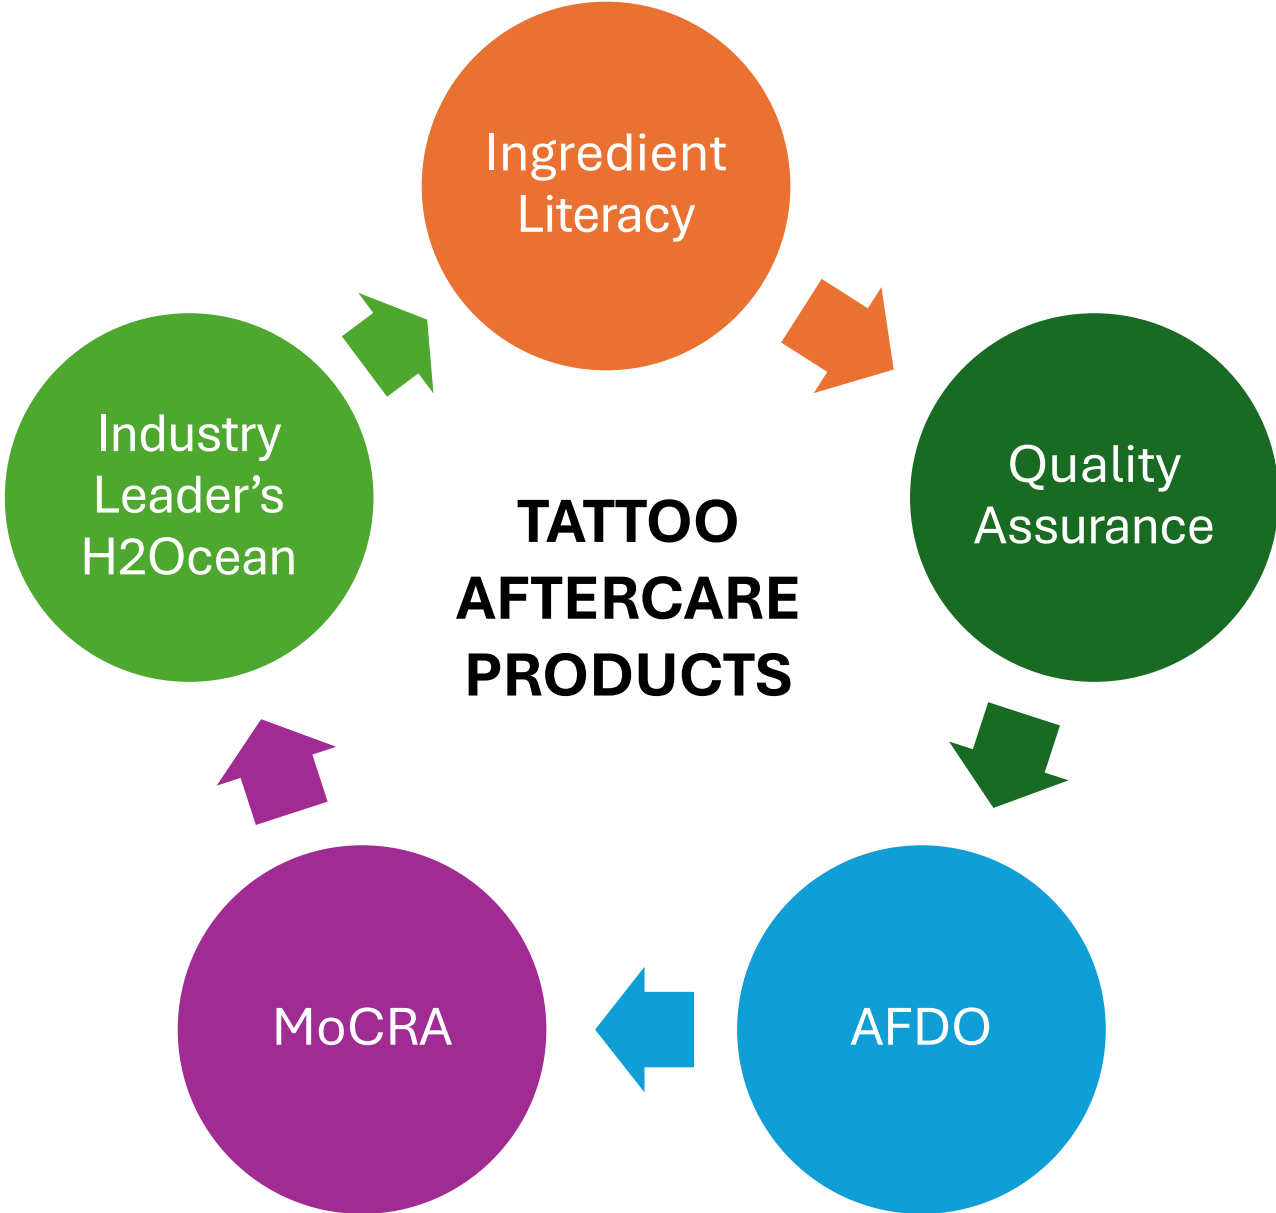 Ingredient
Literacy
Quality
Assurance
AFDO
MoCRA
Industry
Leader’s
H2Ocean
TATTOO
AFTERCARE
PRODUCTS